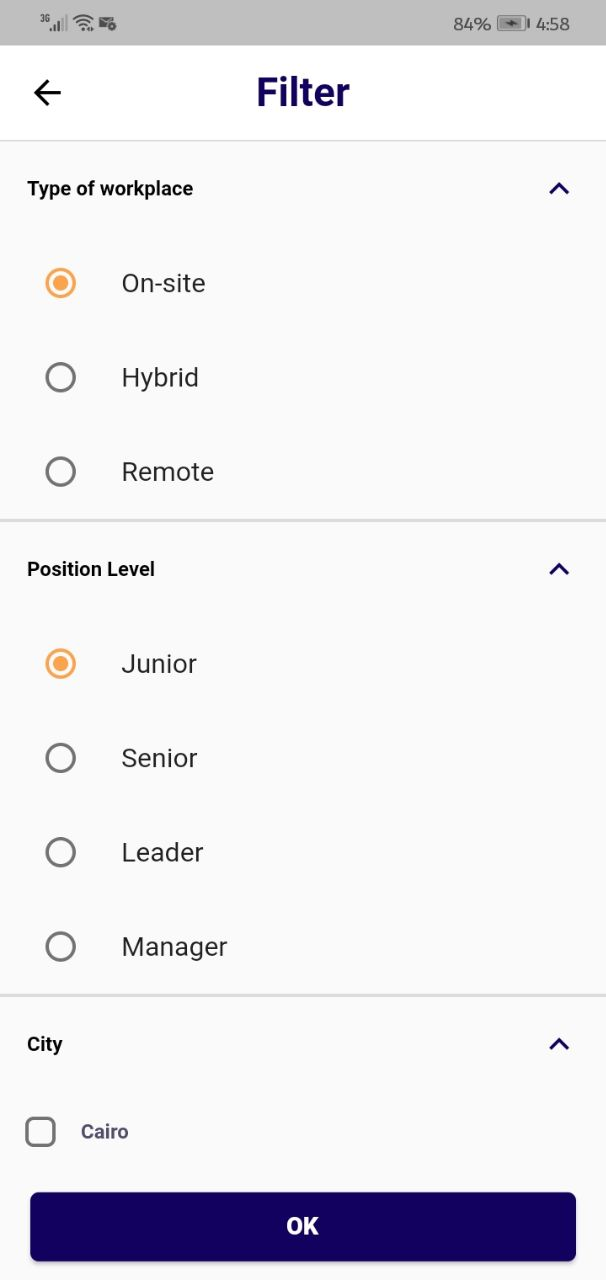 3G 84% 4:58
Filter
Type of workplace
On-site
Hybrid
Remote
Position Level
Junior
Senior
Leader
Manager
City
Cairo
OK